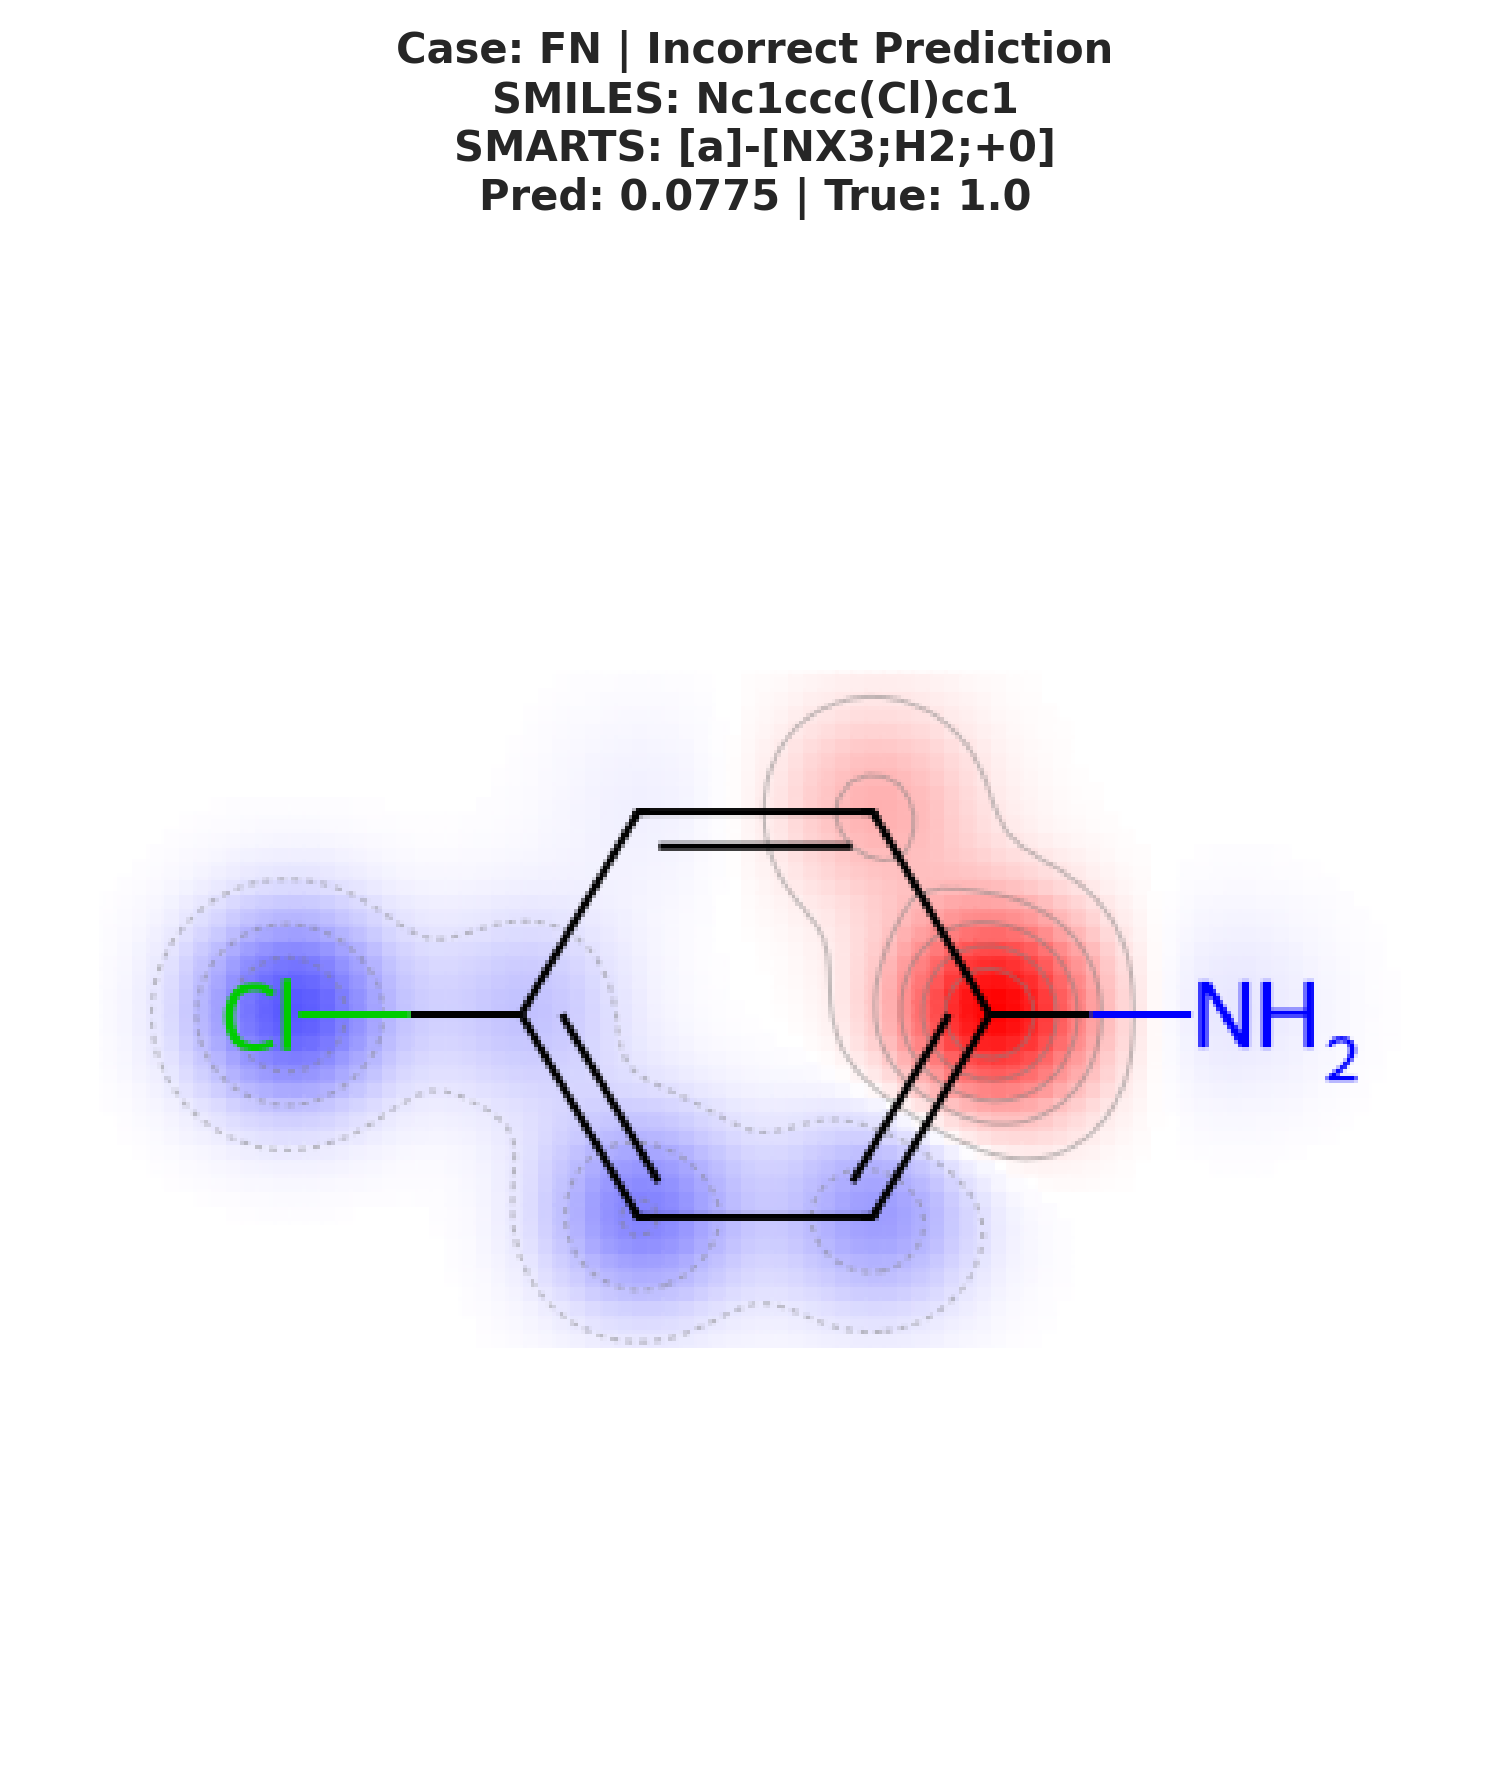 Case: FN | Incorrect Prediction
SMILES: Nc1ccc(Cl)cc1
SMARTS: [a]-[NX3;H2;+0]
Pred: 0.0775 | True: 1.0
Cl NH2